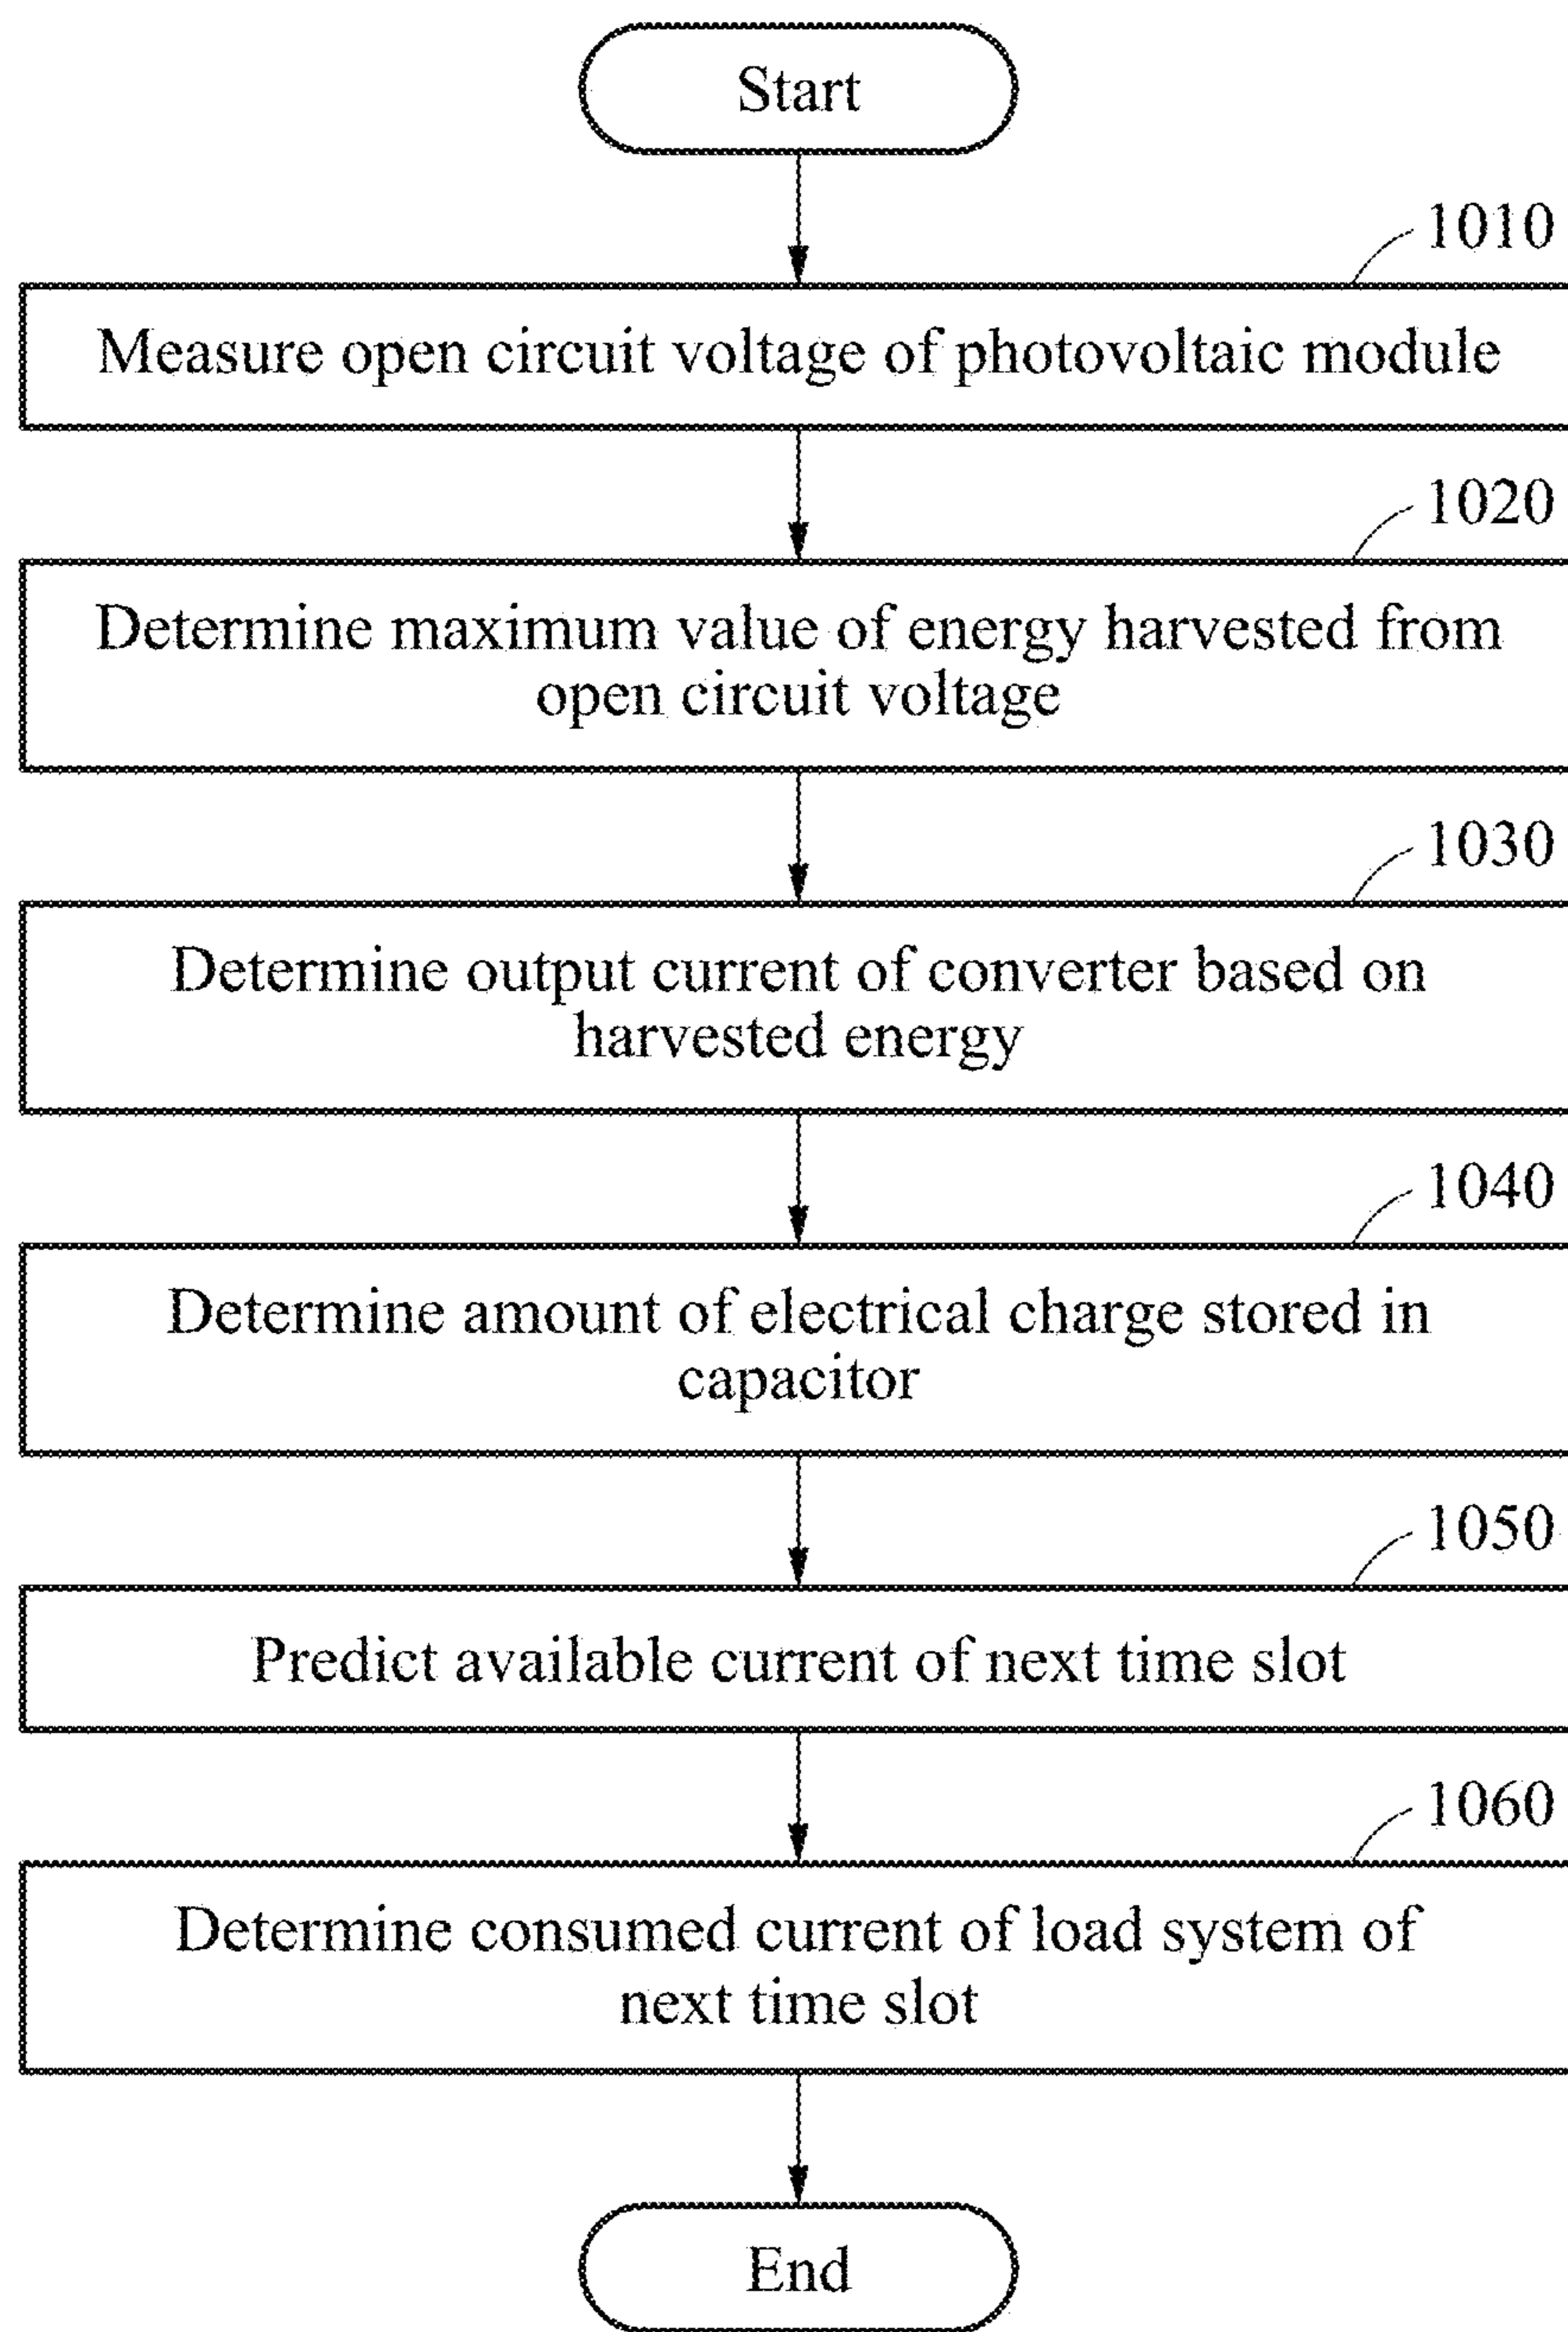 Start
1010
Measure open circuit voltage of photovoltaic module
1020
Determine maximum value of energy harvested from
open circuit voltage
1030
Determine output current of converter based on
harvested energy
1040
Determine amount of electrical charge stored in
capacitor
1050
Predict available current of next time slot
1060
Determine consumed current of load system of
next time slot
End